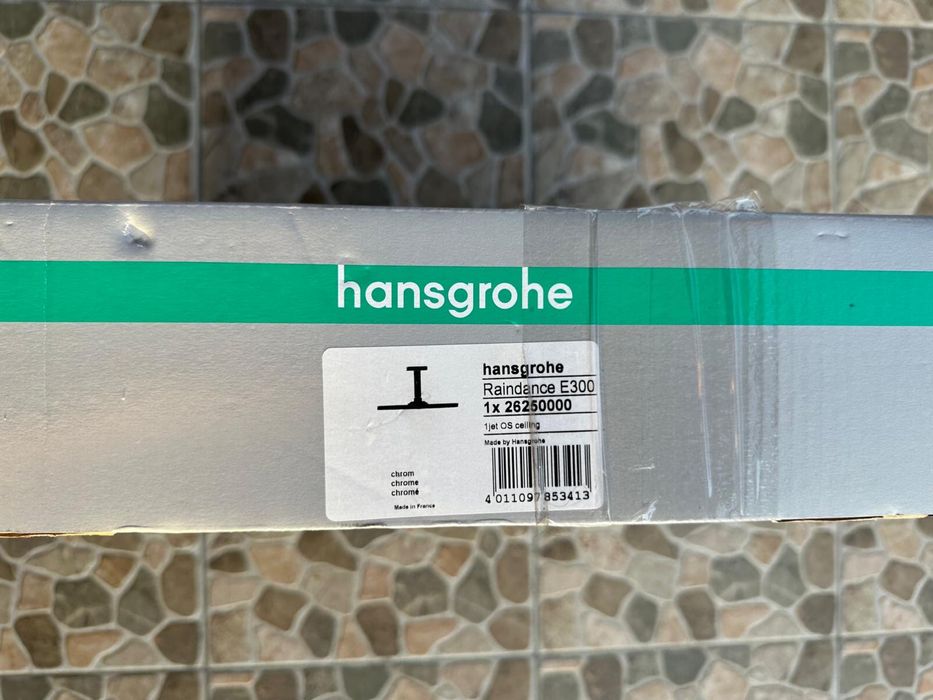 hansgrohe
hansgrohe
Raindance E300
1x 26250000
1jet OS ceiling
Made by Hansgrohe
chrom
chrome
chromé
Made in France
4 011097 853413